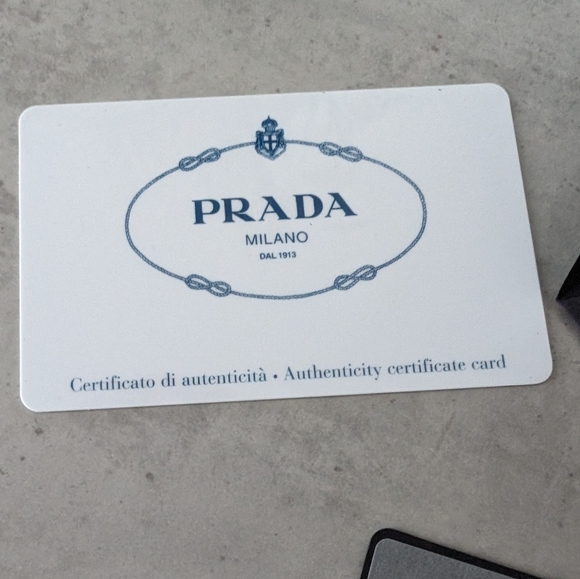 PRADA
MILANO
DAL 1913
Certificato di autenticità • Authenticity certificate card